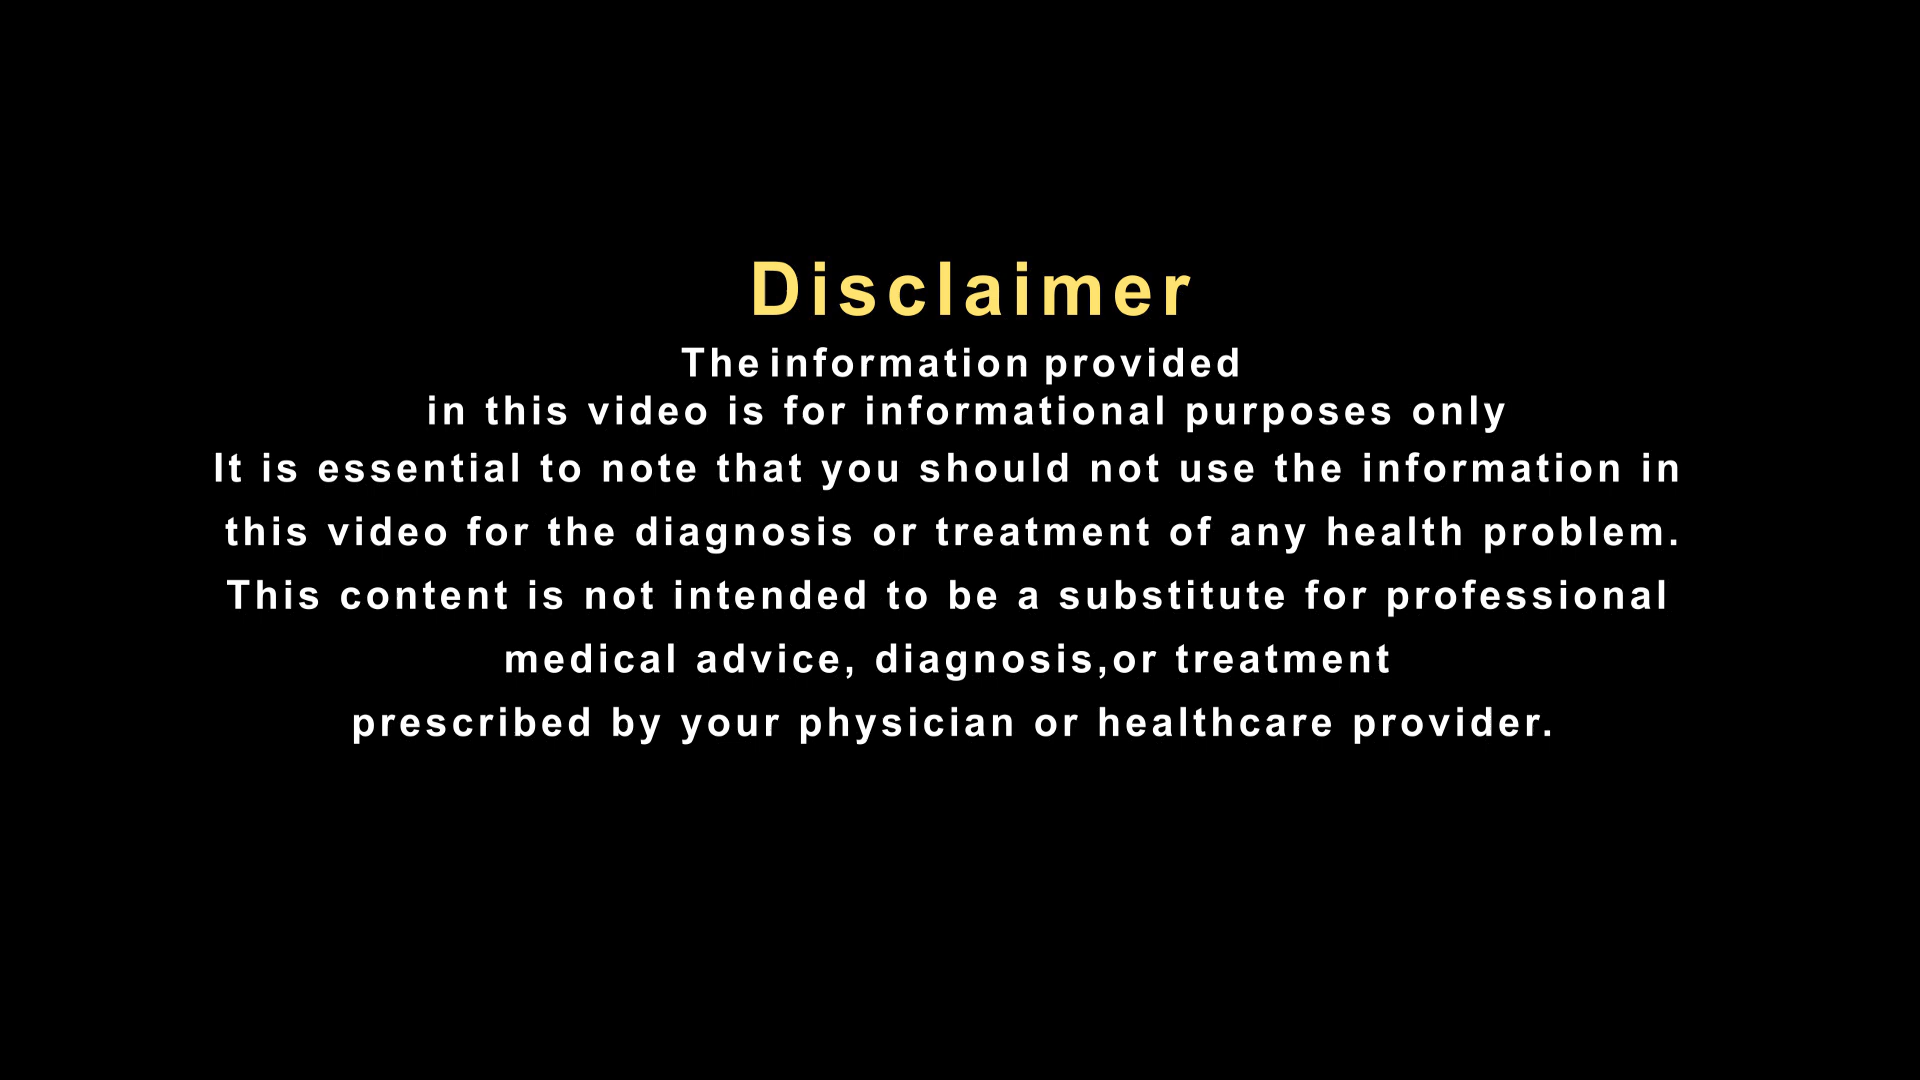 Disclaimer
The information provided
in this video is for informational purposes only
It is essential to note that you should not use the information in
this video for the diagnosis or treatment of any health problem.
This content is not intended to be a substitute for professional
medical advice, diagnosis,or treatment
prescribed by your physician or healthcare provider.